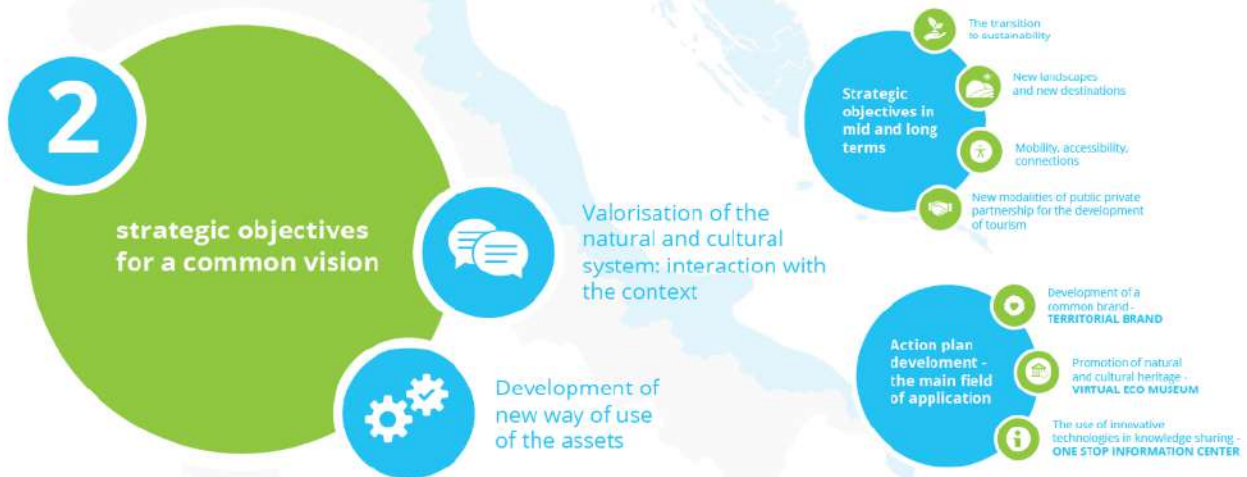 2
strategic objectives
for a common vision
Valorisation of the
natural and cultural
system: interaction with
the context
Development of
new way of use
of the assets
Strategic
objectives in
mid and long
terms
The transition
to sustainability
New landscapes
and new destinations
Mobility, accessibility,
connections
New modalities of public private
partnership for the development
of tourism
Action plan
develoment -
the main field
of application
Development of a
common brand -
TERRITORIAL BRAND
Promotion of natural
and cultural heritage -
VIRTUAL ECO MUSEUM
The use of innovative
technologies in knowledge sharing -
ONE STOP INFORMATION CENTER